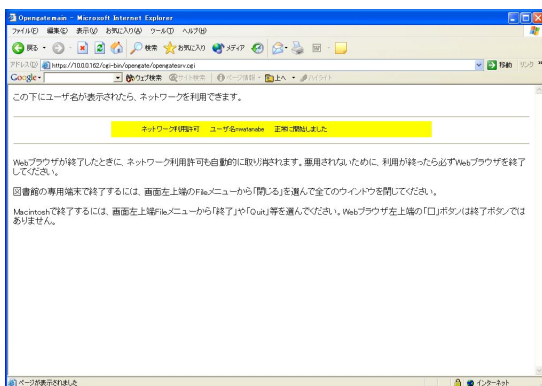 Opengatemain - Microsoft Internet Explorer
ファイル(F) 編集(E) 表示(V) お気に入り(A) ツール(T) ヘルプ(H)
戻る 検索 お気に入り メディア
アドレス(D) https://10.0.0.162/cgi-bin/opengate/opengatesrv.cgi 移動 リンク
Google ウェブ検索 サイト検索 ページ情報 上へ ハイライト
この下にユーザ名が表示されたら、ネットワークを利用できます。
ネットワーク利用許可 ユーザ名=watanabe 正常に開始しました
Webブラウザが終了したときに、ネットワーク利用許可も自動的に取り消されます。悪用されないために、利用が終ったら必ずWebブラウザを終了
してください。
図書館の専用端末で終了するには、画面左上端のFileメニューから「閉じる」を選んで全てのウインドウを閉じてください。
Macintoshで終了するには、画面左上端Fileメニューから「終了」や「Quit」等を選んでください。Webブラウザ左上端の「口」ボタンは終了ボタンでは
ありません。
ページが表示されました インターネット